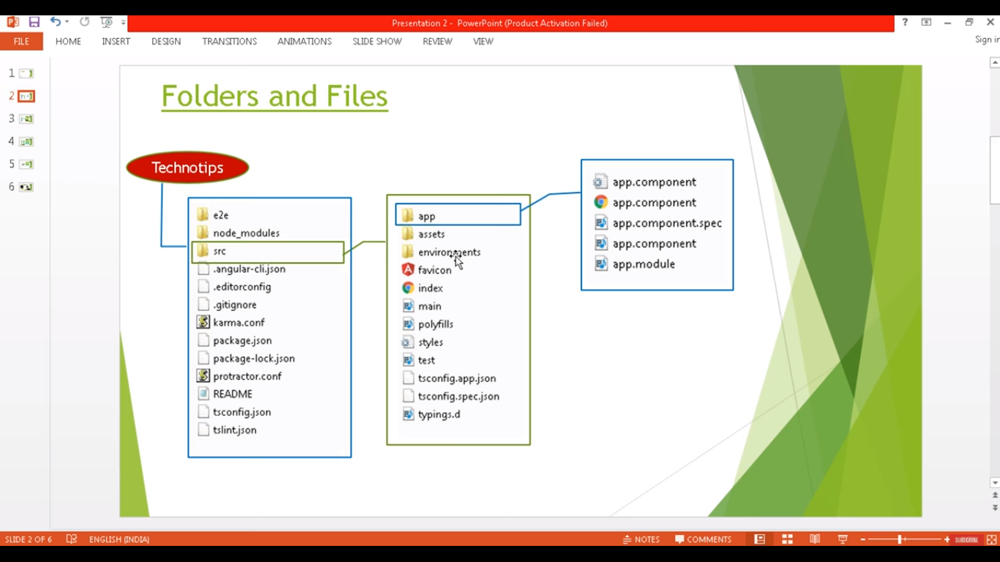 Presentation 2 - PowerPoint (Product Activation Failed)
?
FILE HOME INSERT DESIGN TRANSITIONS ANIMATIONS SLIDE SHOW REVIEW VIEW
Sign in
1
2
3
4
5
6
Folders and Files
Technotips
e2e
node_modules
src
.angular-cli.json
.editorconfig
.gitignore
karma.conf
package.json
package-lock.json
protractor.conf
README
tsconfig.json
tslint.json
app
assets
environments
favicon
index
main
polyfills
styles
test
tsconfig.app.json
tsconfig.spec.json
typings.d
app.component
app.component
app.component.spec
app.component
app.module
SLIDE 2 OF 6 ENGLISH (INDIA) NOTES COMMENTS SUBSCRIBE